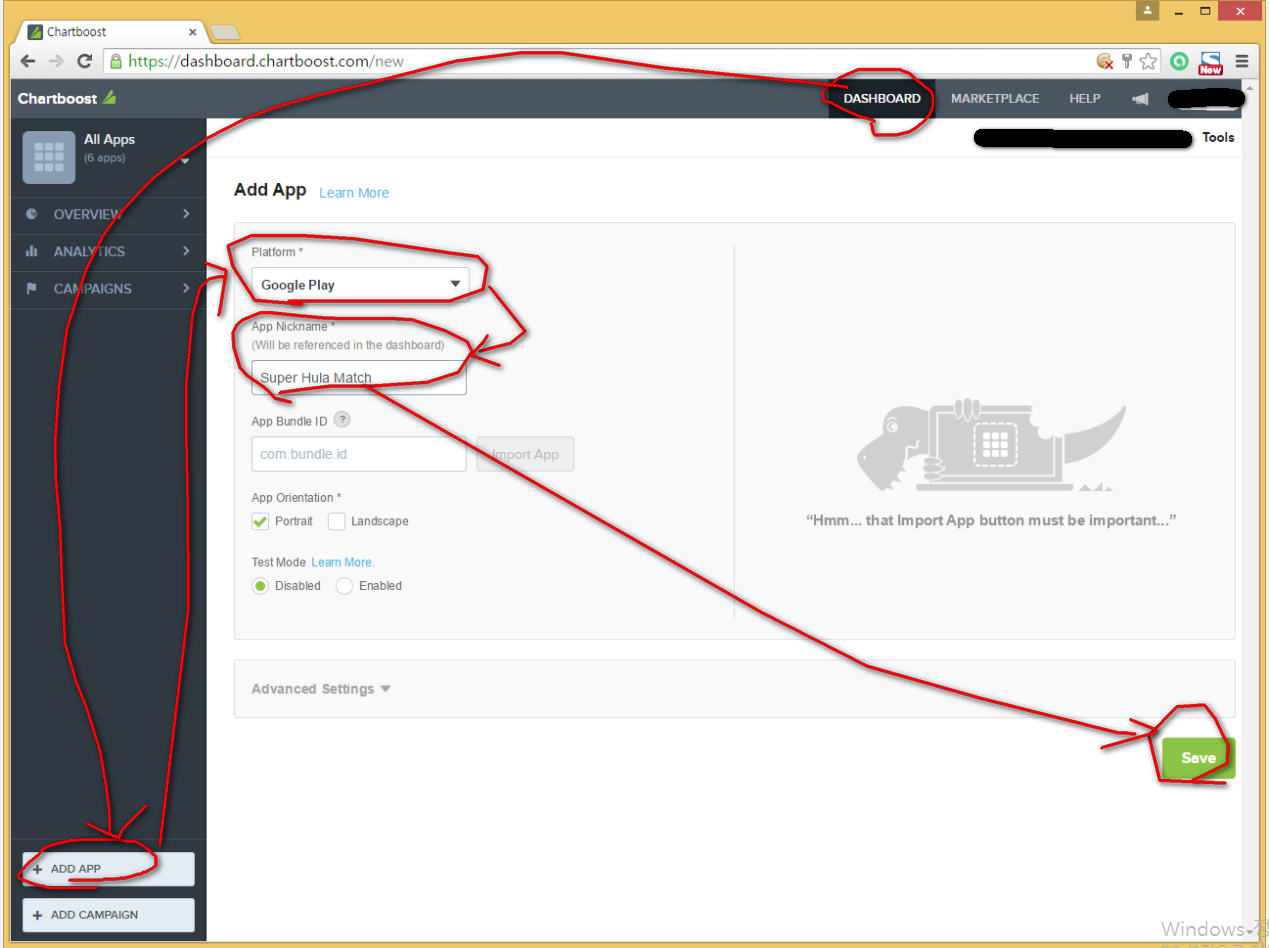 Chartboost
https://dashboard.chartboost.com/new
New
Chartboost
DASHBOARD
MARKETPLACE
HELP
Tools
All Apps
(6 apps)
OVERVIEW
ANALYTICS
CAMPAIGNS
+ ADD APP
+ ADD CAMPAIGN
Add App
Learn More
Platform *
Google Play
App Nickname *
(Will be referenced in the dashboard)
Super Hula Match
App Bundle ID ?
com.bundle.id
Import App
App Orientation *
Portrait
Landscape
Test Mode Learn More.
Disabled
Enabled
“Hmm... that Import App button must be important...”
Advanced Settings
Save
Windows